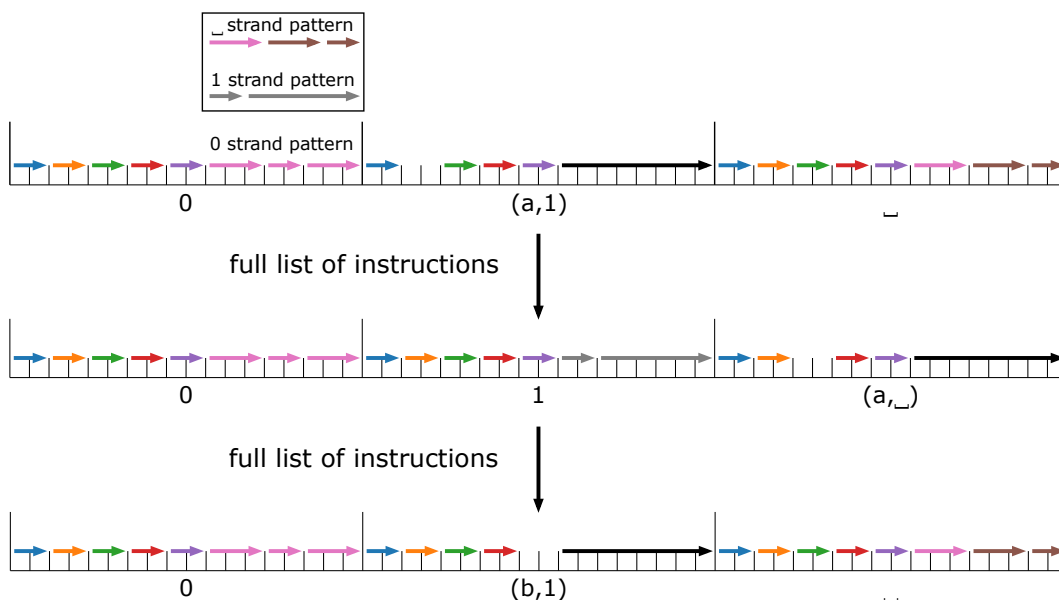 ␣ strand pattern
1 strand pattern
0 strand pattern
0 (a,1) ␣
full list of instructions
0 1 (a,␣)
full list of instructions
0 (b,1) ␣